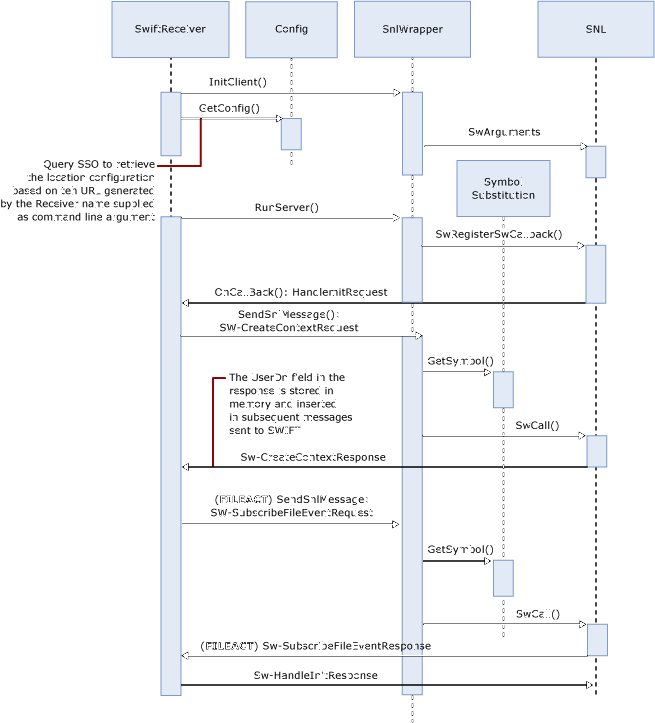 SwiftReceiver
Config
SnlWrapper
SNL
InitClient()
GetConfig()
SwArguments
Query SSO to retrieve
the location configuration
based on teh URL generated
by the Receiver name supplied
as command line argument
Symbol
Substitution
RunServer()
SwRegisterSwCallback()
OnCallBack(): HandleInitRequest
SendSnlMessage():
SW-CreateContextRequest
GetSymbol()
The UserDn field in the
response is stored in
memory and inserted
in subsequent messages
sent to SWIFT
SwCall()
Sw-CreateContextResponse
(FILEACT) SendSnlMessage:
SW-SubscribeFileEventRequest
GetSymbol()
SwCall()
(FILEACT) Sw-SubscribeFileEventResponse
Sw-HandleInitResponse